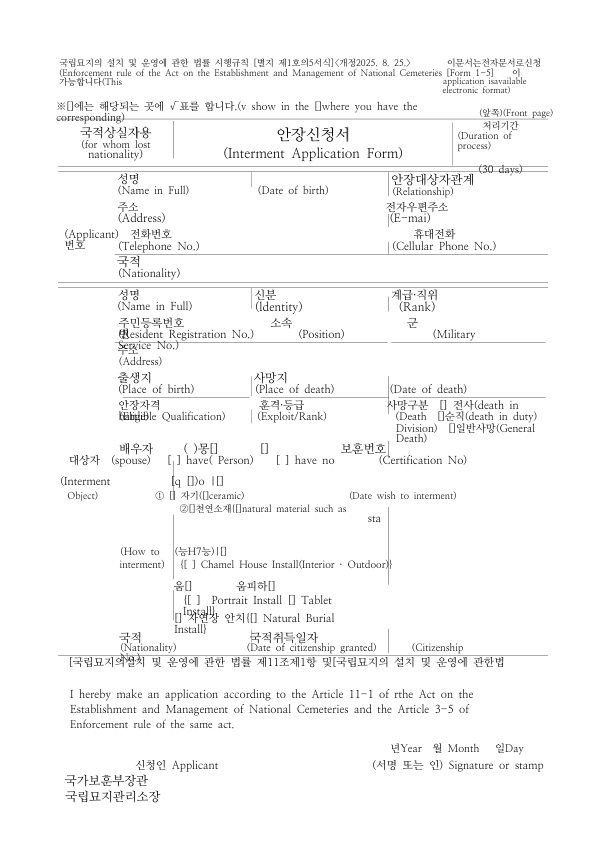 국립묘지의 설치 및 운영에 관한 법률 시행규칙 [별지 제1호의5서식]<개정2025. 8. 25.> 이문서는전자문서로신청
(Enforcement rule of the Act on the Establishment and Management of National Cemeteries [Form 1-5] 이
가능합니다(This application isavailable
electronic format)
※[]에는 해당되는 곳에 √표를 합니다.(v show in the []where you have the
corresponding) (앞쪽)(Front page)
국적상실자용 안장신청서 처리기간
(for whom lost (Interment Application Form) (Duration of
nationality) process)
(30 days)
성명 안장대상자관계
(Name in Full) (Date of birth) (Relationship)
주소 전자우편주소
(Address) (E-mai)
(Applicant) 전화번호 휴대전화
번호 (Telephone No.) (Cellular Phone No.)
국적
(Nationality)
성명 신분 계급·직위
(Name in Full) (Identity) (Rank)
주민등록번호 소속 군
(Resident Registration No.) (Position) (Military
Service No.)
주소
(Address)
출생지 사망지
(Place of birth) (Place of death) (Date of death)
안장자격 훈격·등급 사망구분 [] 전사(death in
Qualification) (Exploit/Rank) (Death []순직(death in duty)
Division) []일반사망(General
Death)
배우자 ( )몽[] [] 보훈번호
대상자 (spouse) [ ] have( Person) [ ] have no (Certification No)
(Interment [q [])o |[]
Object) ① [] 자기([]ceramic) (Date wish to interment)
②[]천연소재([]natural material such as
sta
(How to (능H7능)|[]
interment) {[ ] Chamel House Install(Interior · Outdoor)}
움[] 움피하[]
{[ ] Portrait Install [] Tablet
Install}
[] 자연장 안치{[] Natural Burial
Install}
국적 국적취득일자
(Nationality) (Date of citizenship granted) (Citizenship
No.)
[국립묘지의설치 및 운영에 관한 법률 제11조제1항 및[국립묘지의 설치 및 운영에 관한법
I hereby make an application according to the Article 11-1 of rthe Act on the
Establishment and Management of National Cemeteries and the Article 3-5 of
Enforcement rule of the same act.
년Year 월 Month 일Day
신청인 Applicant (서명 또는 인) Signature or stamp
국가보훈부장관
국립묘지관리소장